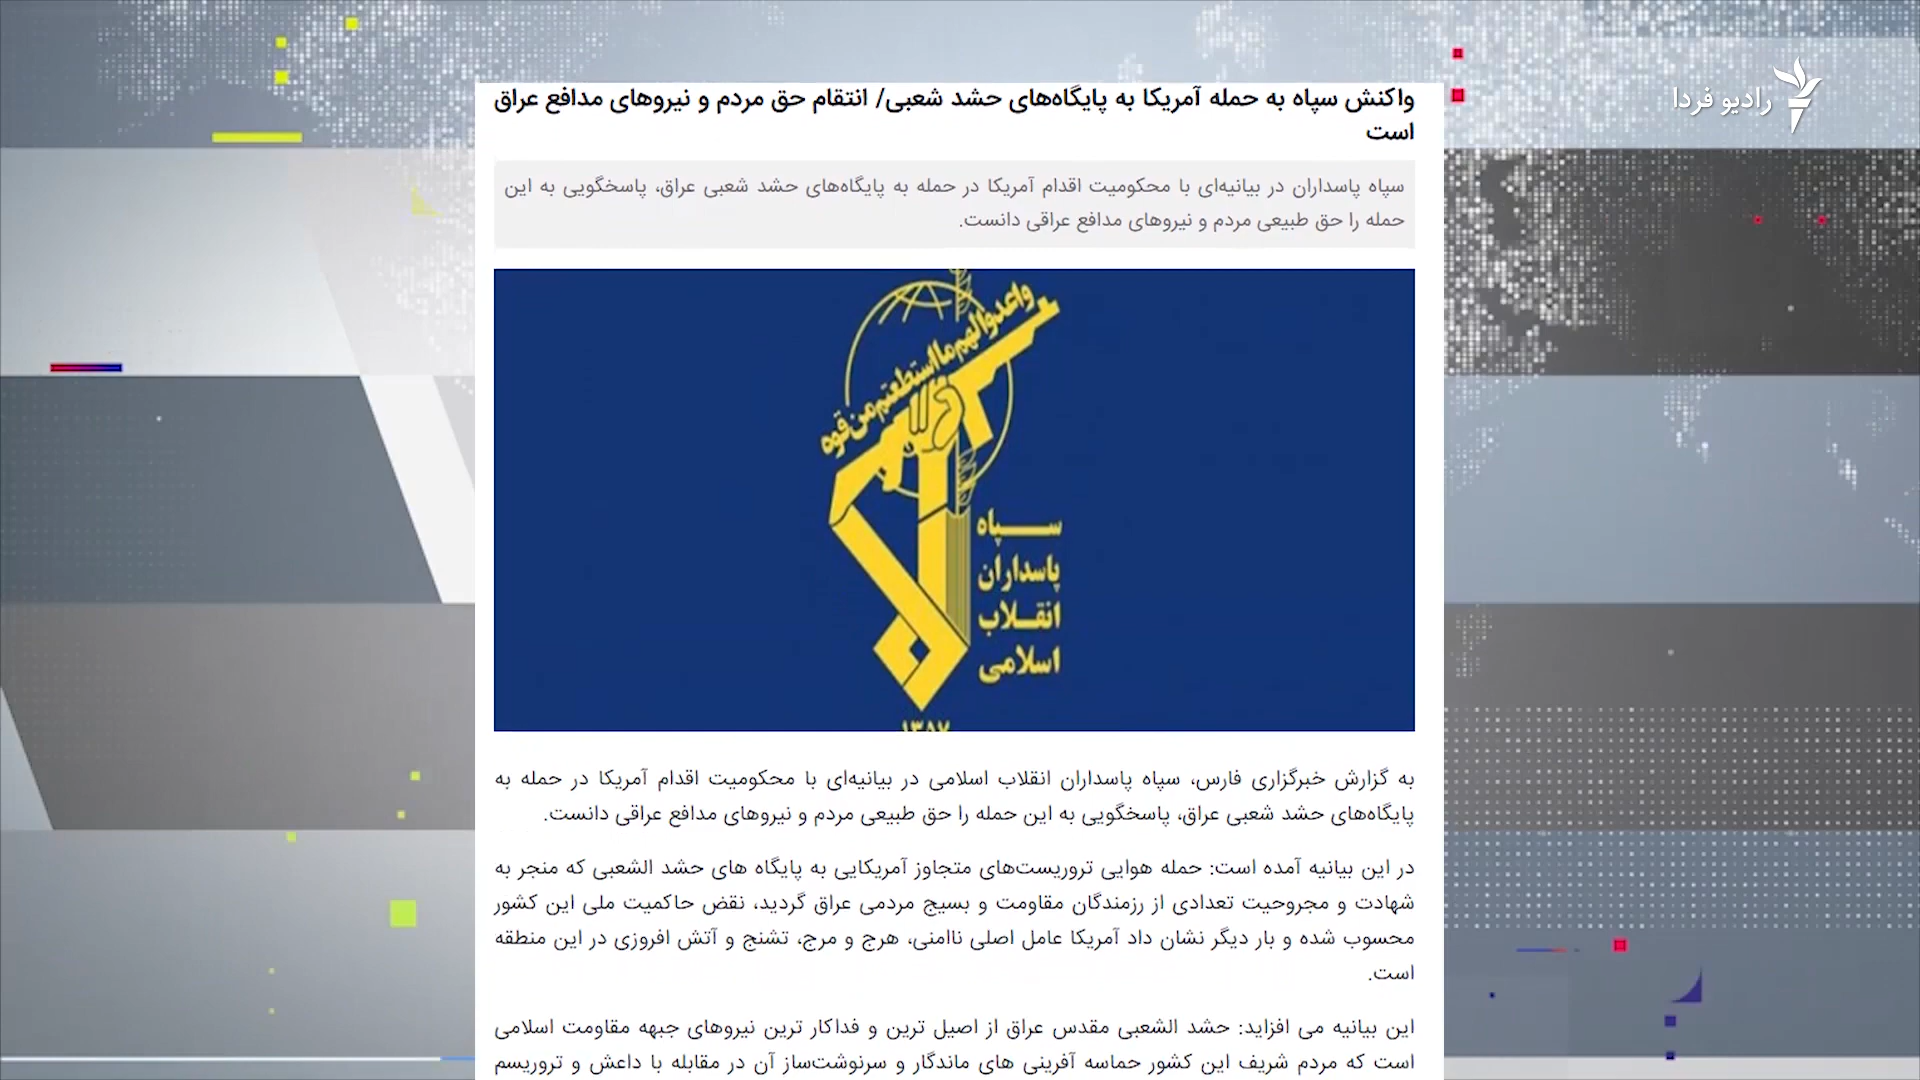 رادیو فردا
واکنش سپاه به حمله آمریکا به پایگاه‌های حشد شعبی/ انتقام حق مردم و نیروهای مدافع عراق
است
سپاه پاسداران در بیانیه‌ای با محکومیت اقدام آمریکا در حمله به پایگاه‌های حشد شعبی عراق، پاسخگویی به این
حمله را حق طبیعی مردم و نیروهای مدافع عراقی دانست.
واعدوا لهم ما استطعتم من قوه
سپاه
پاسداران
انقلاب
اسلامی
۱۳۵۷
به گزارش خبرگزاری فارس، سپاه پاسداران انقلاب اسلامی در بیانیه‌ای با محکومیت اقدام آمریکا در حمله به
پایگاه‌های حشد شعبی عراق، پاسخگویی به این حمله را حق طبیعی مردم و نیروهای مدافع عراقی دانست.
در این بیانیه آمده است: حمله هوایی تروریست‌های متجاوز آمریکایی به پایگاه های حشد الشعبی که منجر به
شهادت و مجروحیت تعدادی از رزمندگان مقاومت و بسیج مردمی عراق گردید، نقض حاکمیت ملی این کشور
محسوب شده و بار دیگر نشان داد آمریکا عامل اصلی ناامنی، هرج و مرج، تشنج و آتش افروزی در این منطقه
است.
این بیانیه می افزاید: حشد الشعبی مقدس عراق از اصیل ترین و فداکار ترین نیروهای جبهه مقاومت اسلامی
است که مردم شریف این کشور حماسه آفرینی های ماندگار و سرنوشت‌ساز آن در مقابله با داعش و تروریسم